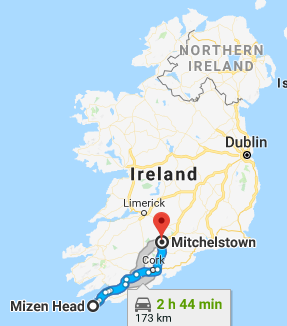 NORTHERN
IRELAND
Is
Dublin
Ireland
Limerick
Mitchelstown
Cork
Mizen Head
2 h 44 min
173 km